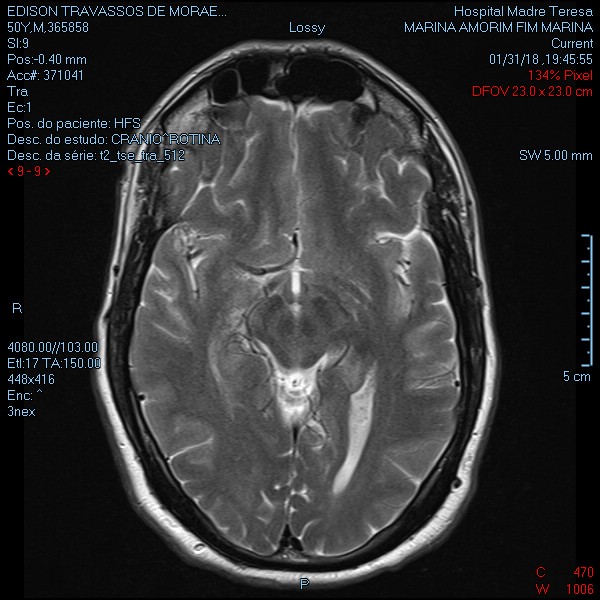 EDISON TRAVASSOS DE MORAE...
50Y,M,365858
Sl:9
Pos:-0.40 mm
Acc#: 371041
Tra
Ec:1
Pos. do paciente: HFS
Desc. do estudo: CRANIO^ROTINA
Desc. da série: t2_tse_tra_512
< 9 - 9 >
Lossy
Hospital Madre Teresa
MARINA AMORIM FIM MARINA
Current
01/31/18 ,19:45:55
134% Pixel
DFOV 23.0 x 23.0 cm
SW 5.00 mm
R
4080.00//103.00
Etl:17 TA:150.00
448x416
Enc: ^
3nex
5 cm
P
C 470
W 1006